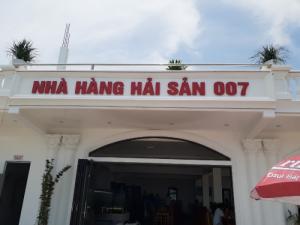 NHÀ HÀNG HẢI SẢN 007